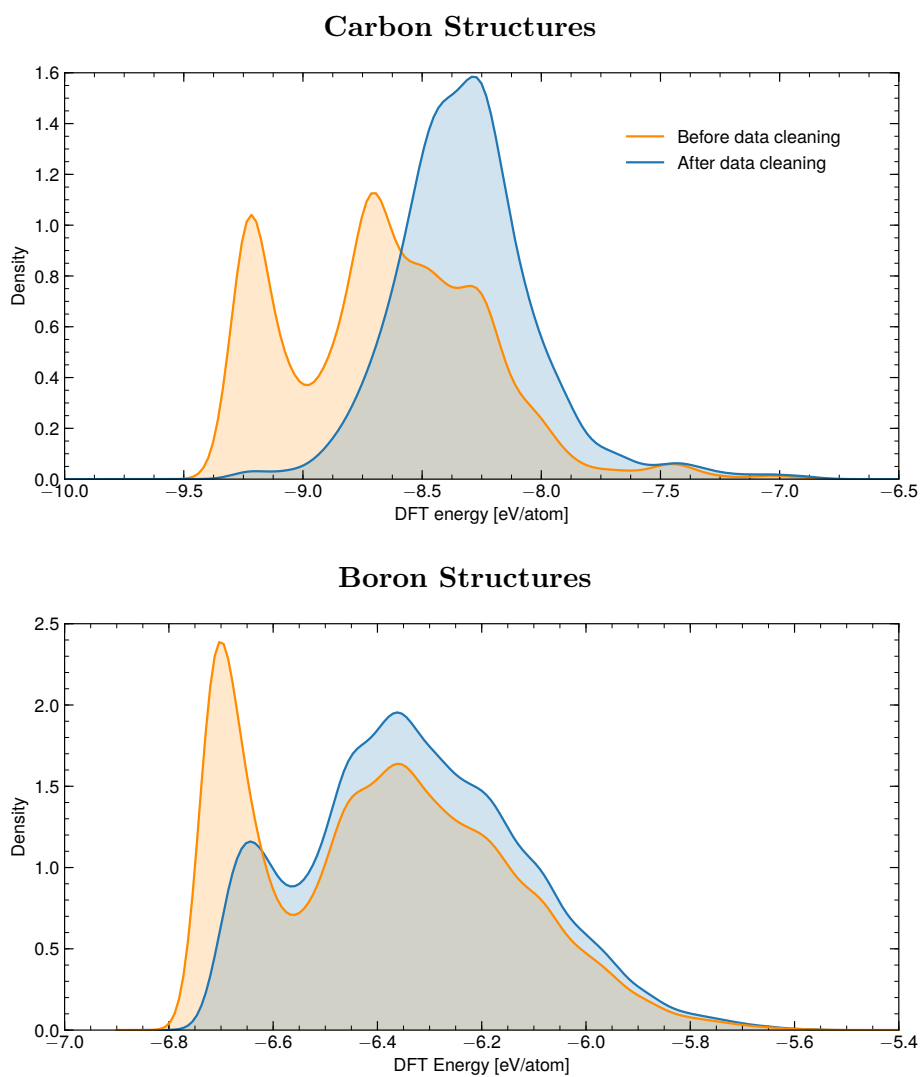 Carbon Structures
1.6
1.4
1.2
1.0
0.8
0.6
0.4
0.2
0.0
Density
Before data cleaning
After data cleaning
−10.0 −9.5 −9.0 −8.5 −8.0 −7.5 −7.0 −6.5
DFT energy [eV/atom]
Boron Structures
2.5
2.0
1.5
1.0
0.5
0.0
Density
−7.0 −6.8 −6.6 −6.4 −6.2 −6.0 −5.8 −5.6 −5.4
DFT Energy [eV/atom]